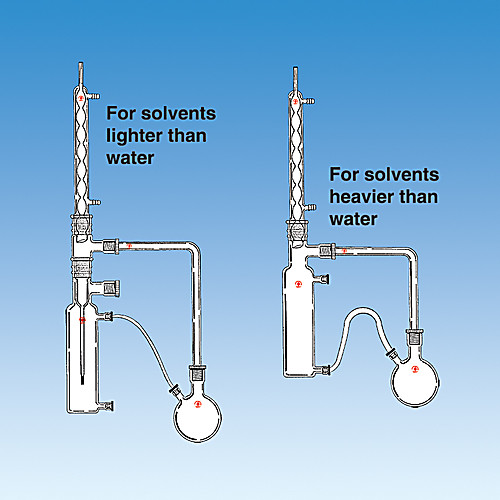 For solvents
lighter than
water
For solvents
heavier than
water